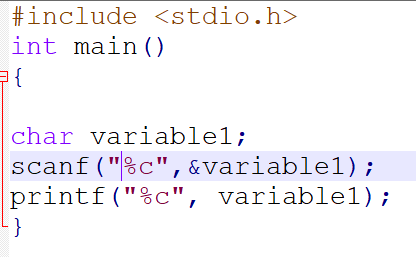 #include <stdio.h>
int main()
{
char variable1;
scanf("%c",&variable1);
printf("%c", variable1);
}